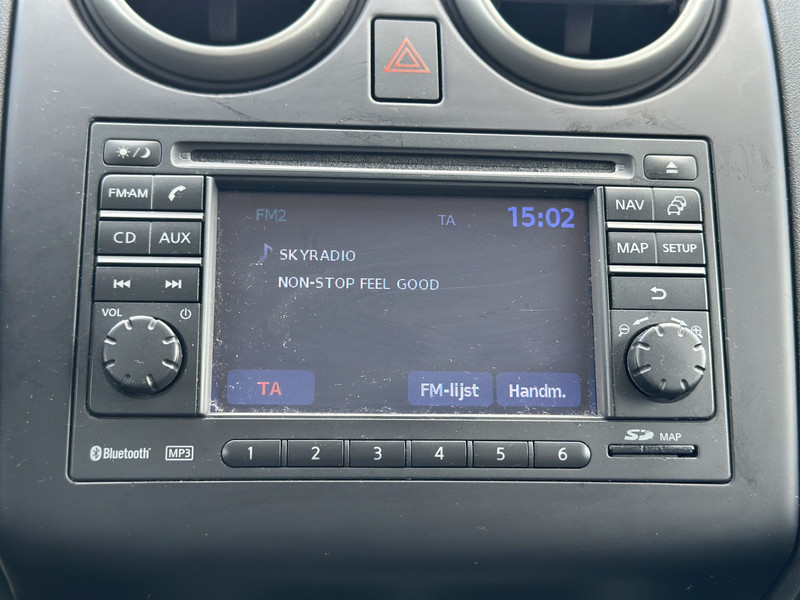 FM•AM
CD AUX
VOL
NAV
MAP SETUP
FM2 TA 15:02
SKYRADIO
NON-STOP FEEL GOOD
TA FM-lijst Handm.
Bluetooth MP3 1 2 3 4 5 6 SD MAP